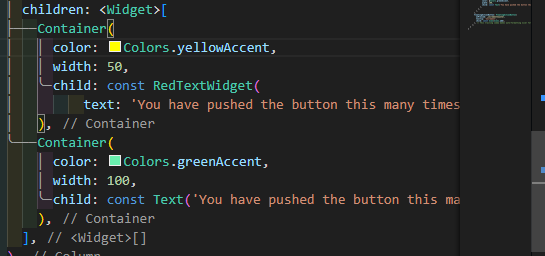 children: <Widget>[
Container(
color: Colors.yellowAccent,
width: 50,
child: const RedTextWidget(
text: 'You have pushed the button this many times
), // Container
Container(
color: Colors.greenAccent,
width: 100,
child: const Text('You have pushed the button this ma
), // Container
], // <Widget>[]
), // Column